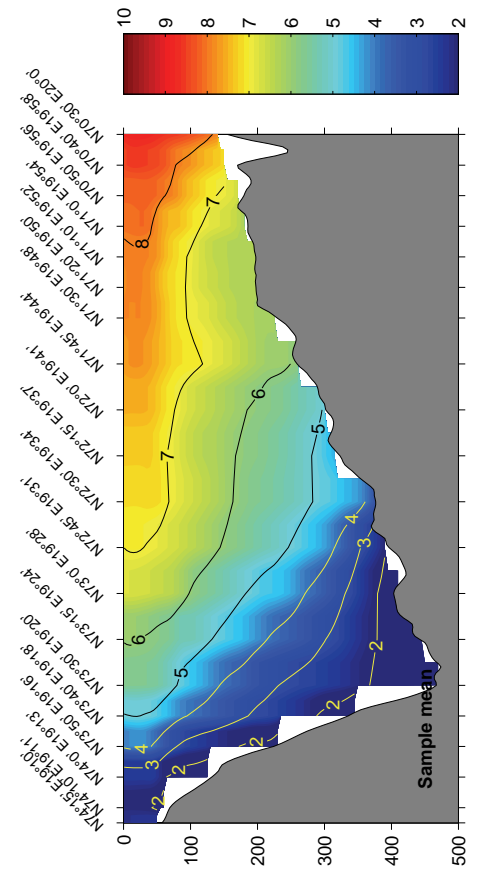 N74°15' E19°10'
N74°10' E19°11'
N74°0' E19°13'
N73°50' E19°16'
N73°40' E19°18'
N73°30' E19°20'
N73°15' E19°24'
N73°0' E19°28'
N72°45' E19°31'
N72°30' E19°34'
N72°15' E19°37'
N72°0' E19°41'
N71°45' E19°44'
N71°30' E19°48'
N71°20' E19°50'
N71°10' E19°52'
N71°0' E19°54'
N70°50' E19°56'
N70°40' E19°58'
N70°30' E20°0'
0
100
200
300
400
500
2
2
2
2
2
3
3
4
4
5
5
6
6
7
7
8
Sample mean
10
9
8
7
6
5
4
3
2